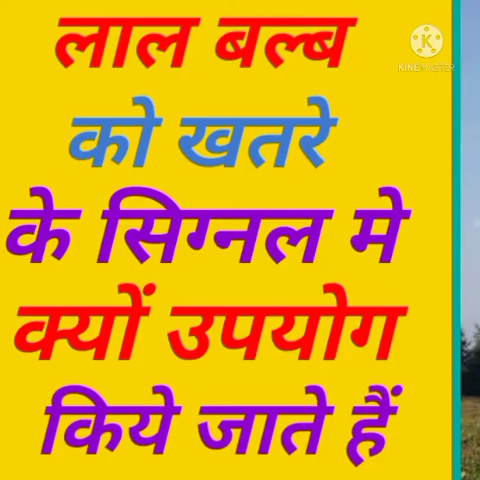 लाल बल्ब
को खतरे
के सिग्नल मे
क्यों उपयोग
किये जाते हैं
KINEMASTER